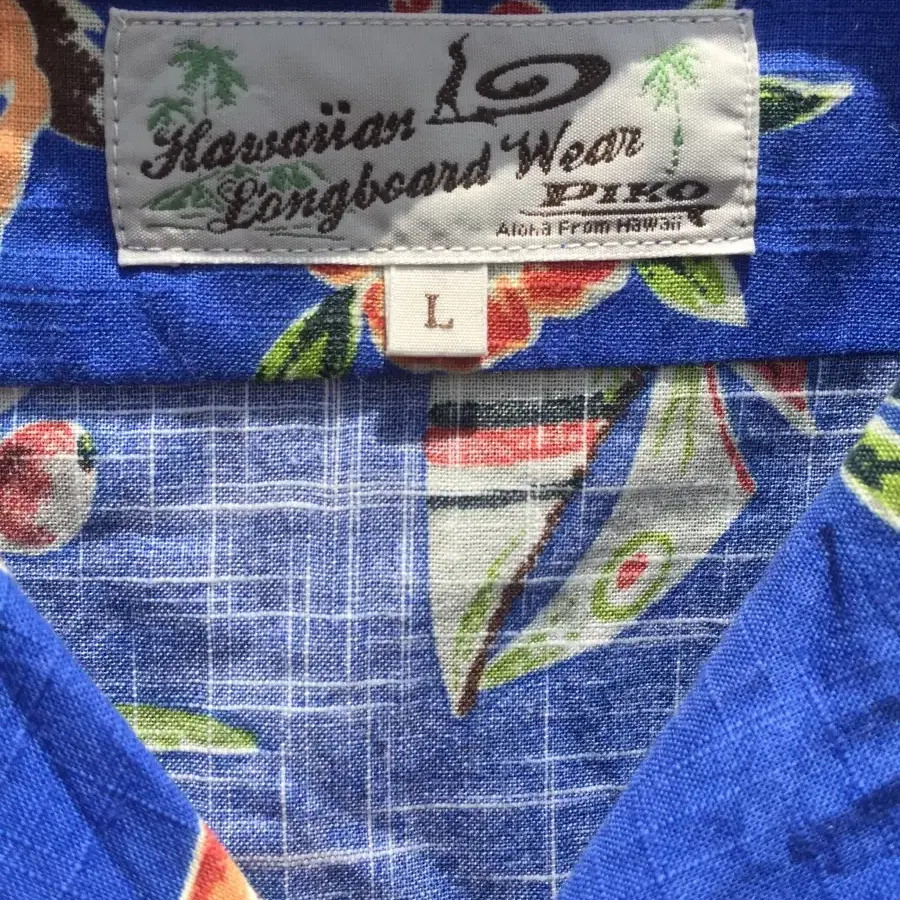 Hawaiian
Longboard Wear
PIKO
Aloha From Hawaii
L